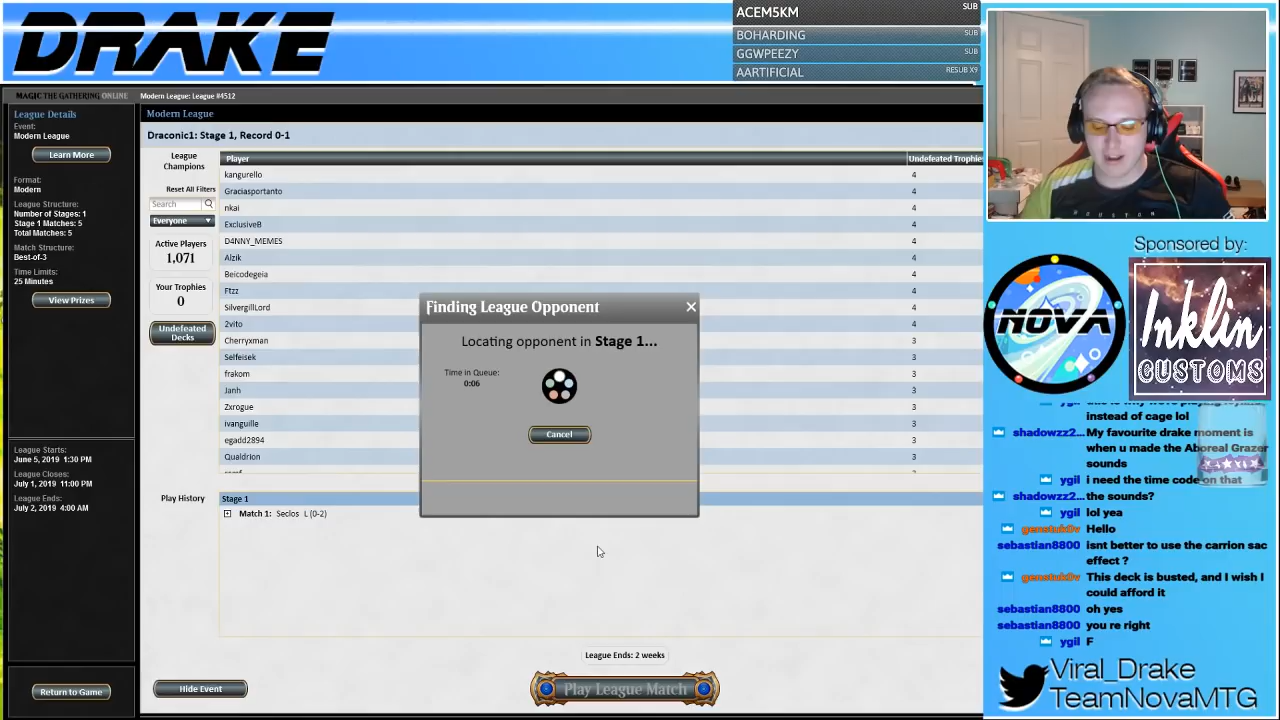 DRAKE
ACEM5KM SUB
BOHARDING SUB
GGWPEEZY SUB
AARTIFICIAL RESUB X9
MAGIC THE GATHERING ONLINE
Modern League: League #4512
League Details
Event:
Modern League
Learn More
Format:
Modern
League Structure:
Number of Stages: 1
Stage 1 Matches: 5
Total Matches: 5
Match Structure:
Best-of-3
Time Limits:
25 Minutes
View Prizes
League Starts:
June 5, 2019 1:30 PM
League Closes:
July 1, 2019 11:00 PM
League Ends:
July 2, 2019 4:00 AM
Return to Game
Modern League
Draconic1: Stage 1, Record 0-1
League
Champions
Reset All Filters
Search
Everyone
Active Players
1,071
Your Trophies
0
Undefeated
Decks
Player Undefeated Trophies
kangurello 4
Graciasportanto 4
nkai 4
ExclusiveB 4
D4NNY_MEMES 4
Alzik 4
Beicodegeia 4
Ftzz 4
SilvergillLord 4
2vito 4
Cherryxman 3
Selfeisek 3
frakom 3
Janh 3
Zxrogue 3
ivanguille 3
egadd2894 3
Qualdrion 3
Finding League Opponent
Locating opponent in Stage 1...
Time in Queue:
0:06
Cancel
Play History
Stage 1
Match 1: Seclos L (0-2)
League Ends: 2 weeks
Hide Event
Play League Match
Sponsored by:
NOVA
Inklin
CUSTOMS
instead of cage lol
shadowzz2... My favourite drake moment is
when u made the Aboreal Grazer
sounds
ygil i need the time code on that
shadowzz2... the sounds?
ygil lol yea
genstuk0v Hello
sebastian8800 isnt better to use the carrion sac
effect ?
genstuk0v This deck is busted, and I wish I
could afford it
sebastian8800 oh yes
sebastian8800 you re right
ygil F
Viral_Drake
TeamNovaMTG